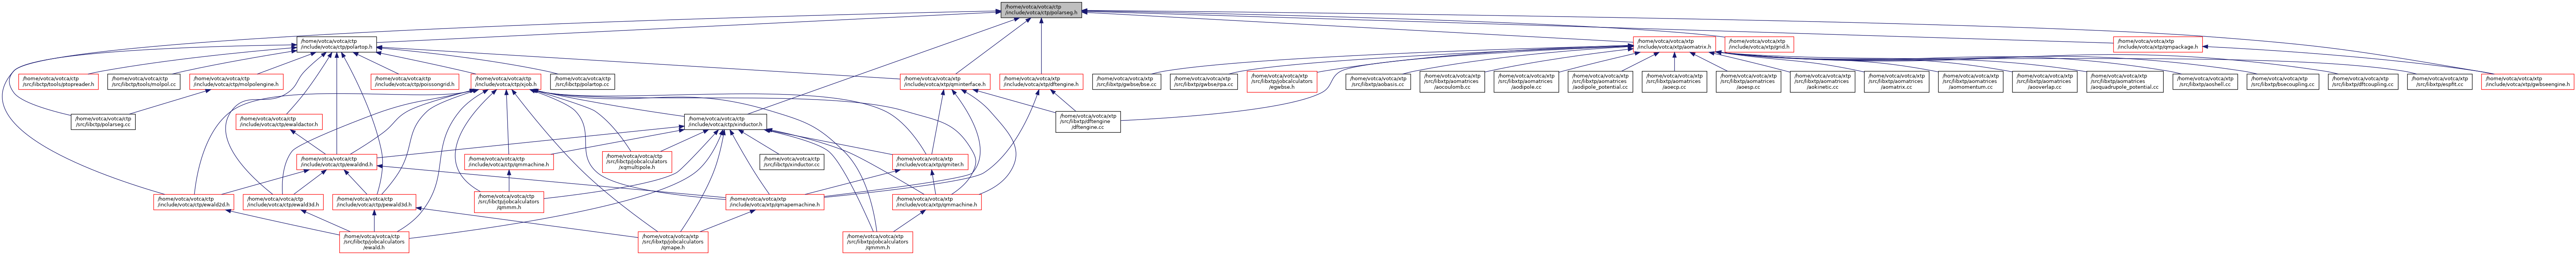 /home/votca/votca/ctp
/include/votca/ctp/polarseg.h
/home/votca/votca/ctp
/include/votca/ctp/polartop.h
/home/votca/votca/xtp
/include/votca/xtp/aomatrix.h
/home/votca/votca/xtp
/include/votca/xtp/grid.h
/home/votca/votca/xtp
/include/votca/xtp/qmpackage.h
/home/votca/votca/ctp
/src/libctp/tools/ptopreader.h
/home/votca/votca/ctp
/src/libctp/tools/molpol.cc
/home/votca/votca/ctp
/include/votca/ctp/molpolengine.h
/home/votca/votca/ctp
/include/votca/ctp/poissongrid.h
/home/votca/votca/ctp
/include/votca/ctp/xjob.h
/home/votca/votca/ctp
/src/libctp/polartop.cc
/home/votca/votca/xtp
/include/votca/xtp/qminterface.h
/home/votca/votca/xtp
/include/votca/xtp/dftengine.h
/home/votca/votca/xtp
/src/libxtp/gwbse/bse.cc
/home/votca/votca/xtp
/src/libxtp/gwbse/rpa.cc
/home/votca/votca/xtp
/src/libxtp/jobcalculators
/egwbse.h
/home/votca/votca/xtp
/src/libxtp/aobasis.cc
/home/votca/votca/xtp
/src/libxtp/aomatrices
/aocoulomb.cc
/home/votca/votca/xtp
/src/libxtp/aomatrices
/aodipole.cc
/home/votca/votca/xtp
/src/libxtp/aomatrices
/aodipole_potential.cc
/home/votca/votca/xtp
/src/libxtp/aomatrices
/aoecp.cc
/home/votca/votca/xtp
/src/libxtp/aomatrices
/aoesp.cc
/home/votca/votca/xtp
/src/libxtp/aomatrices
/aokinetic.cc
/home/votca/votca/xtp
/src/libxtp/aomatrices
/aomatrix.cc
/home/votca/votca/xtp
/src/libxtp/aomatrices
/aomomentum.cc
/home/votca/votca/xtp
/src/libxtp/aomatrices
/aooverlap.cc
/home/votca/votca/xtp
/src/libxtp/aomatrices
/aoquadrupole_potential.cc
/home/votca/votca/xtp
/src/libxtp/aoshell.cc
/home/votca/votca/xtp
/src/libxtp/bsecoupling.cc
/home/votca/votca/xtp
/src/libxtp/dftcoupling.cc
/home/votca/votca/xtp
/src/libxtp/espfit.cc
/home/votca/votca/xtp
/include/votca/xtp/gwbseengine.h
/home/votca/votca/ctp
/src/libctp/polarseg.cc
/home/votca/votca/ctp
/include/votca/ctp/ewaldactor.h
/home/votca/votca/ctp
/include/votca/ctp/xinductor.h
/home/votca/votca/xtp
/src/libxtp/dftengine
/dftengine.cc
/home/votca/votca/ctp
/include/votca/ctp/ewaldnd.h
/home/votca/votca/ctp
/include/votca/ctp/qmmachine.h
/home/votca/votca/ctp
/src/libctp/jobcalculators
/xqmultipole.h
/home/votca/votca/ctp
/src/libctp/xinductor.cc
/home/votca/votca/xtp
/include/votca/xtp/qmiter.h
/home/votca/votca/ctp
/include/votca/ctp/ewald2d.h
/home/votca/votca/ctp
/include/votca/ctp/ewald3d.h
/home/votca/votca/ctp
/include/votca/ctp/pewald3d.h
/home/votca/votca/ctp
/src/libctp/jobcalculators
/qmmm.h
/home/votca/votca/xtp
/include/votca/xtp/qmapemachine.h
/home/votca/votca/xtp
/include/votca/xtp/qmmachine.h
/home/votca/votca/ctp
/src/libctp/jobcalculators
/ewald.h
/home/votca/votca/xtp
/src/libxtp/jobcalculators
/qmape.h
/home/votca/votca/xtp
/src/libxtp/jobcalculators
/qmmm.h